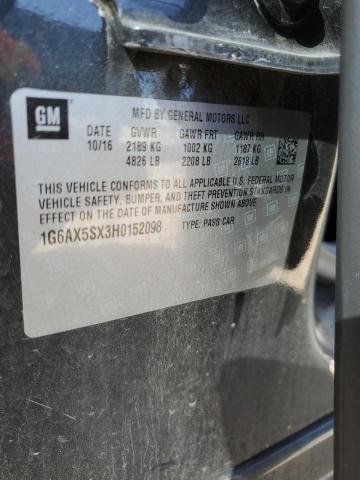 GM
MFD BY GENERAL MOTORS LLC
DATE GVWR GAWR FRT GAWR RR
10/16 2189 KG 1002 KG 1187 KG
4826 LB 2208 LB 2618 LB
THIS VEHICLE CONFORMS TO ALL APPLICABLE U.S. FEDERAL MOTOR
VEHICLE SAFETY, BUMPER, AND THEFT PREVENTION STANDARDS IN
EFFECT ON THE DATE OF MANUFACTURE SHOWN ABOVE.
1G6AX5SX3H0152098 TYPE: PASS CAR